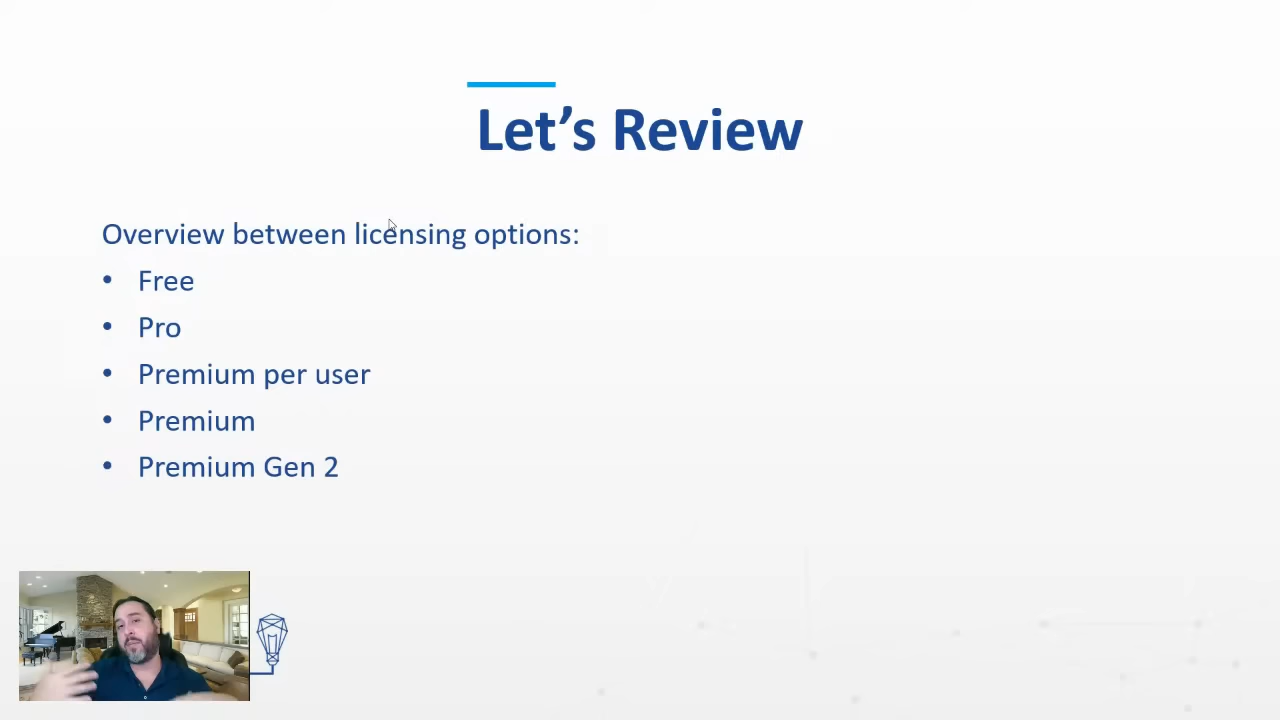 Let's Review
Overview between licensing options:
• Free
• Pro
• Premium per user
• Premium
• Premium Gen 2